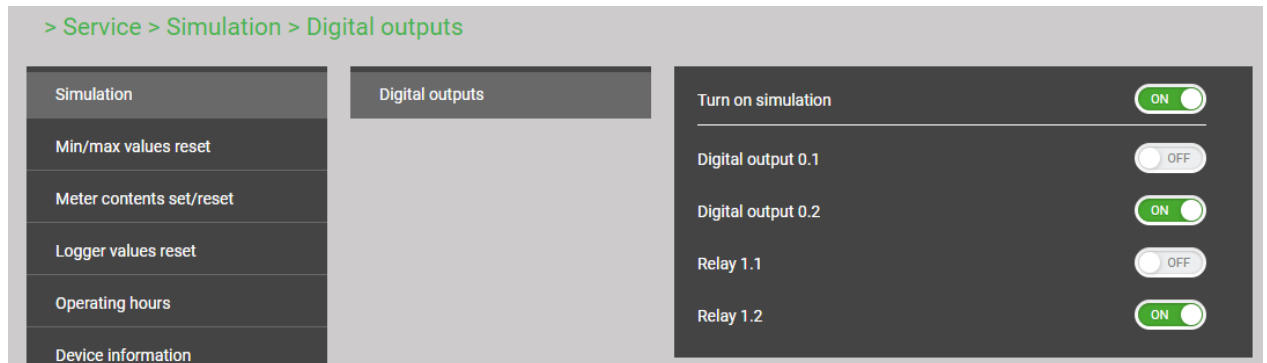 > Service > Simulation > Digital outputs
Simulation
Min/max values reset
Meter contents set/reset
Logger values reset
Operating hours
Device information
Digital outputs
Turn on simulation ON
Digital output 0.1 OFF
Digital output 0.2 ON
Relay 1.1 OFF
Relay 1.2 ON